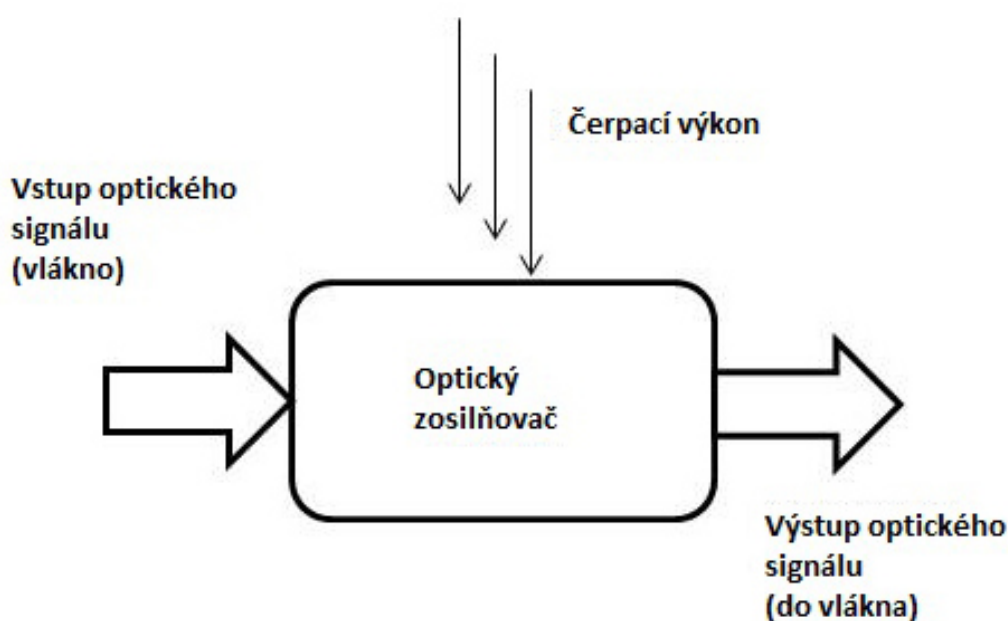 Čerpací výkon
Vstup optického
signálu
(vlákno)
Optický
zosilňovač
Výstup optického
signálu
(do vlákna)